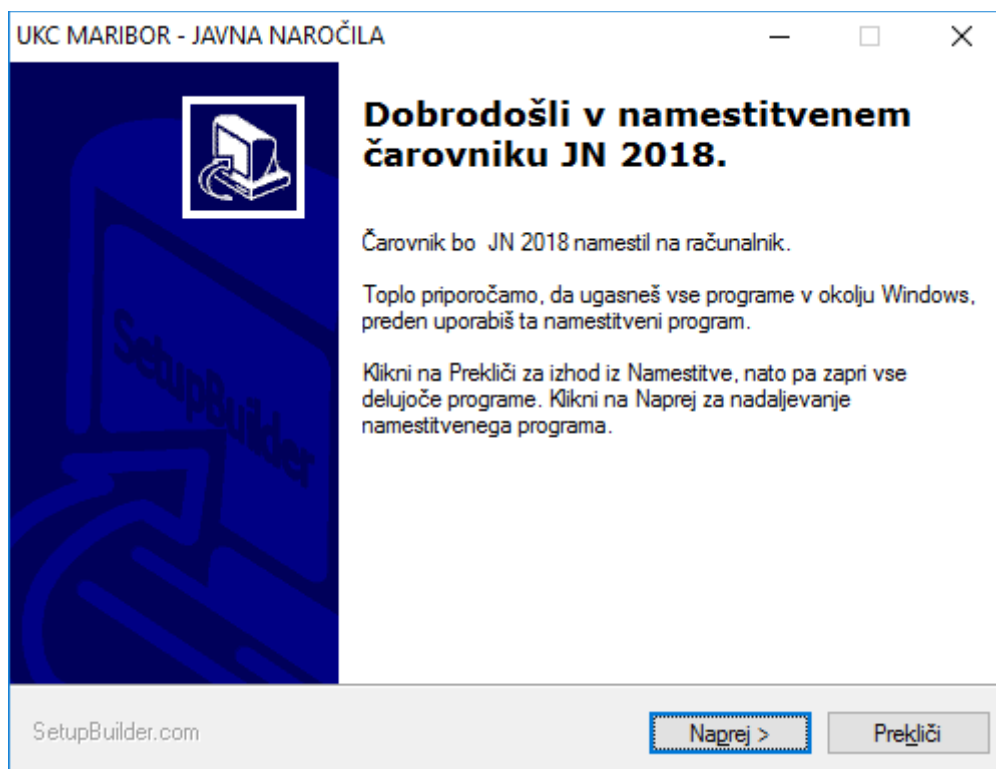 UKC MARIBOR - JAVNA NAROČILA
Dobrodošli v namestitvenem
čarovniku JN 2018.
Čarovnik bo  JN 2018 namestil na računalnik.
Toplo priporočamo, da ugasneš vse programe v okolju Windows,
preden uporabiš ta namestitveni program.
Klikni na Prekliči za izhod iz Namestitve, nato pa zapri vse
delujoče programe. Klikni na Naprej za nadaljevanje
namestitvenega programa.
SetupBuilder
SetupBuilder.com
Naprej >
Prekliči